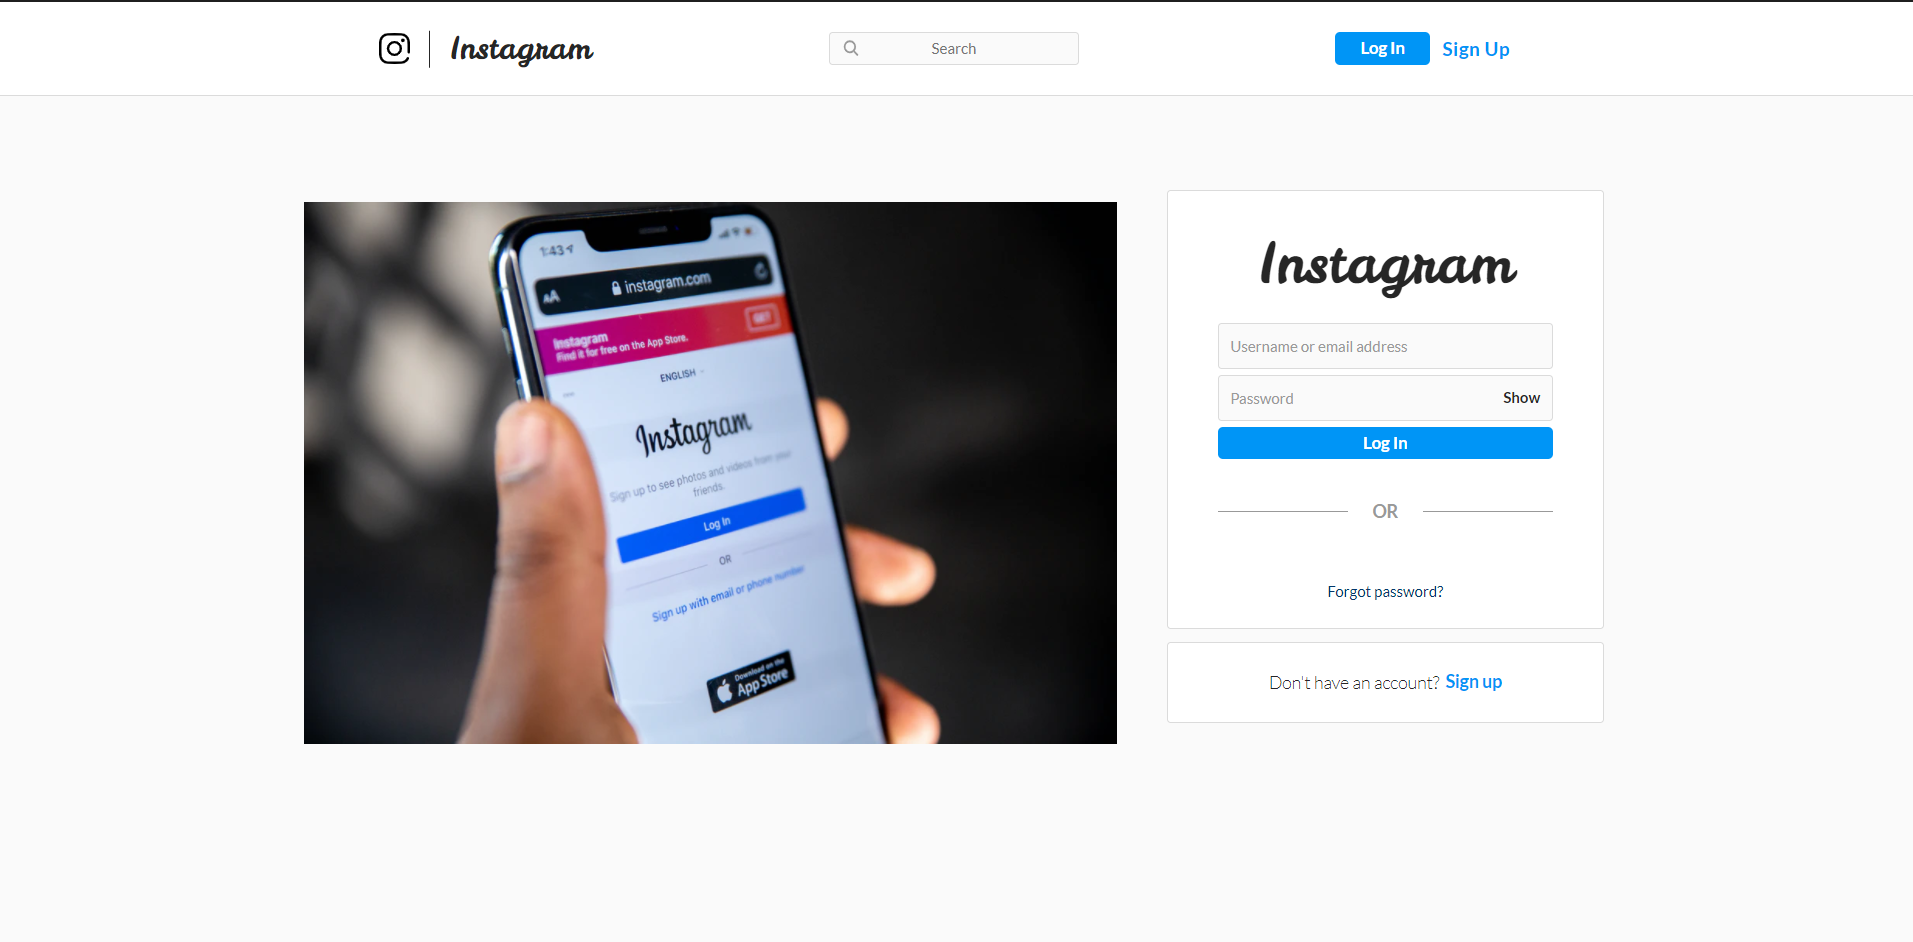 Instagram
Search
Log In
Sign Up
1:43
AA
instagram.com
Instagram
GET
Find it for free on the App Store.
ENGLISH
Instagram
Sign up to see photos and videos from your
friends.
Log In
OR
Sign up with email or phone number
Download on the
App Store
Instagram
Username or email address
Password
Show
Log In
OR
Forgot password?
Don't have an account? Sign up